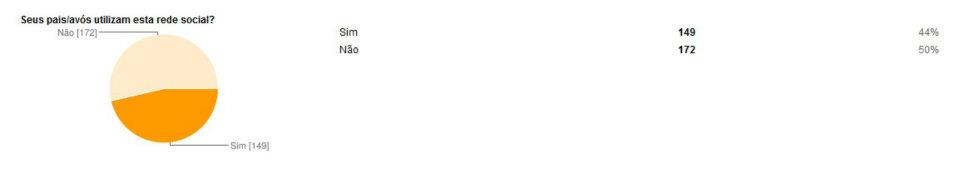 Seus pais/avós utilizam esta rede social?
Não [172]
Sim [149]
Sim 149 44%
Não 172 50%